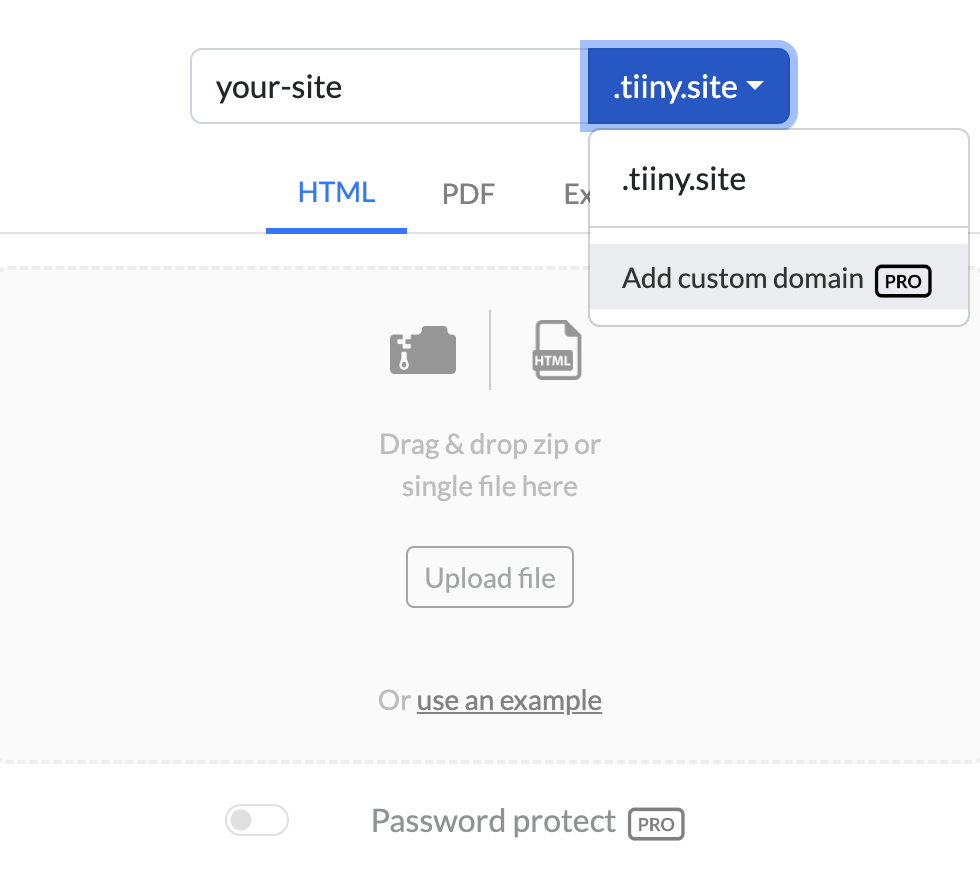 your-site
.tiiny.site
.tiiny.site
HTML
PDF
Ex
Add custom domain PRO
HTML
Drag & drop zip or
single file here
Upload file
Or use an example
Password protect PRO